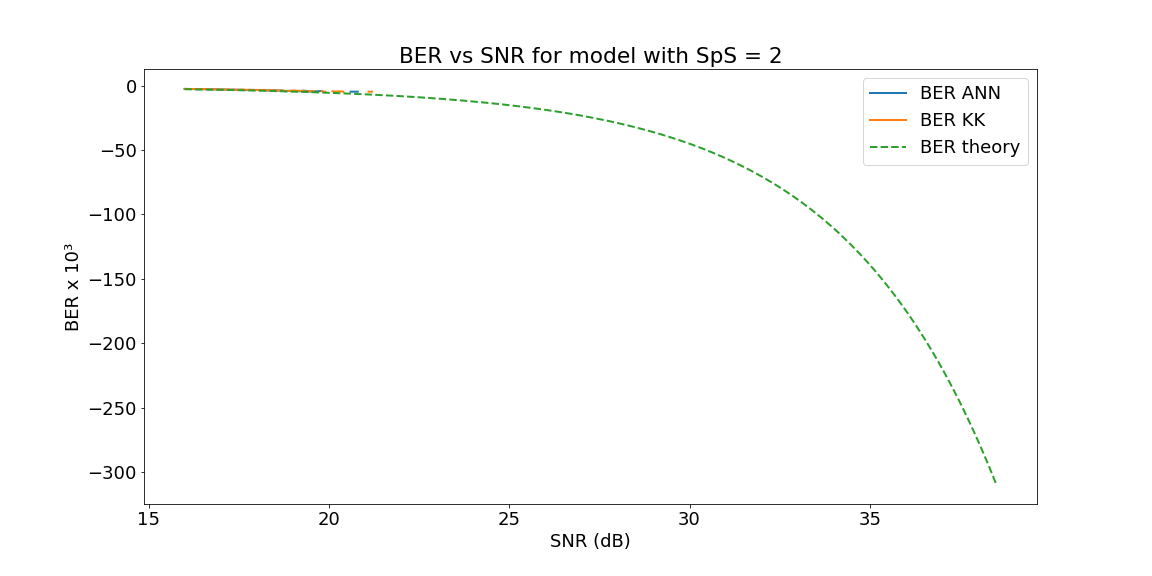 BER vs SNR for model with SpS = 2
BER x 10³
0
−50
−100
−150
−200
−250
−300
15
20
25
30
35
SNR (dB)
BER ANN
BER KK
BER theory